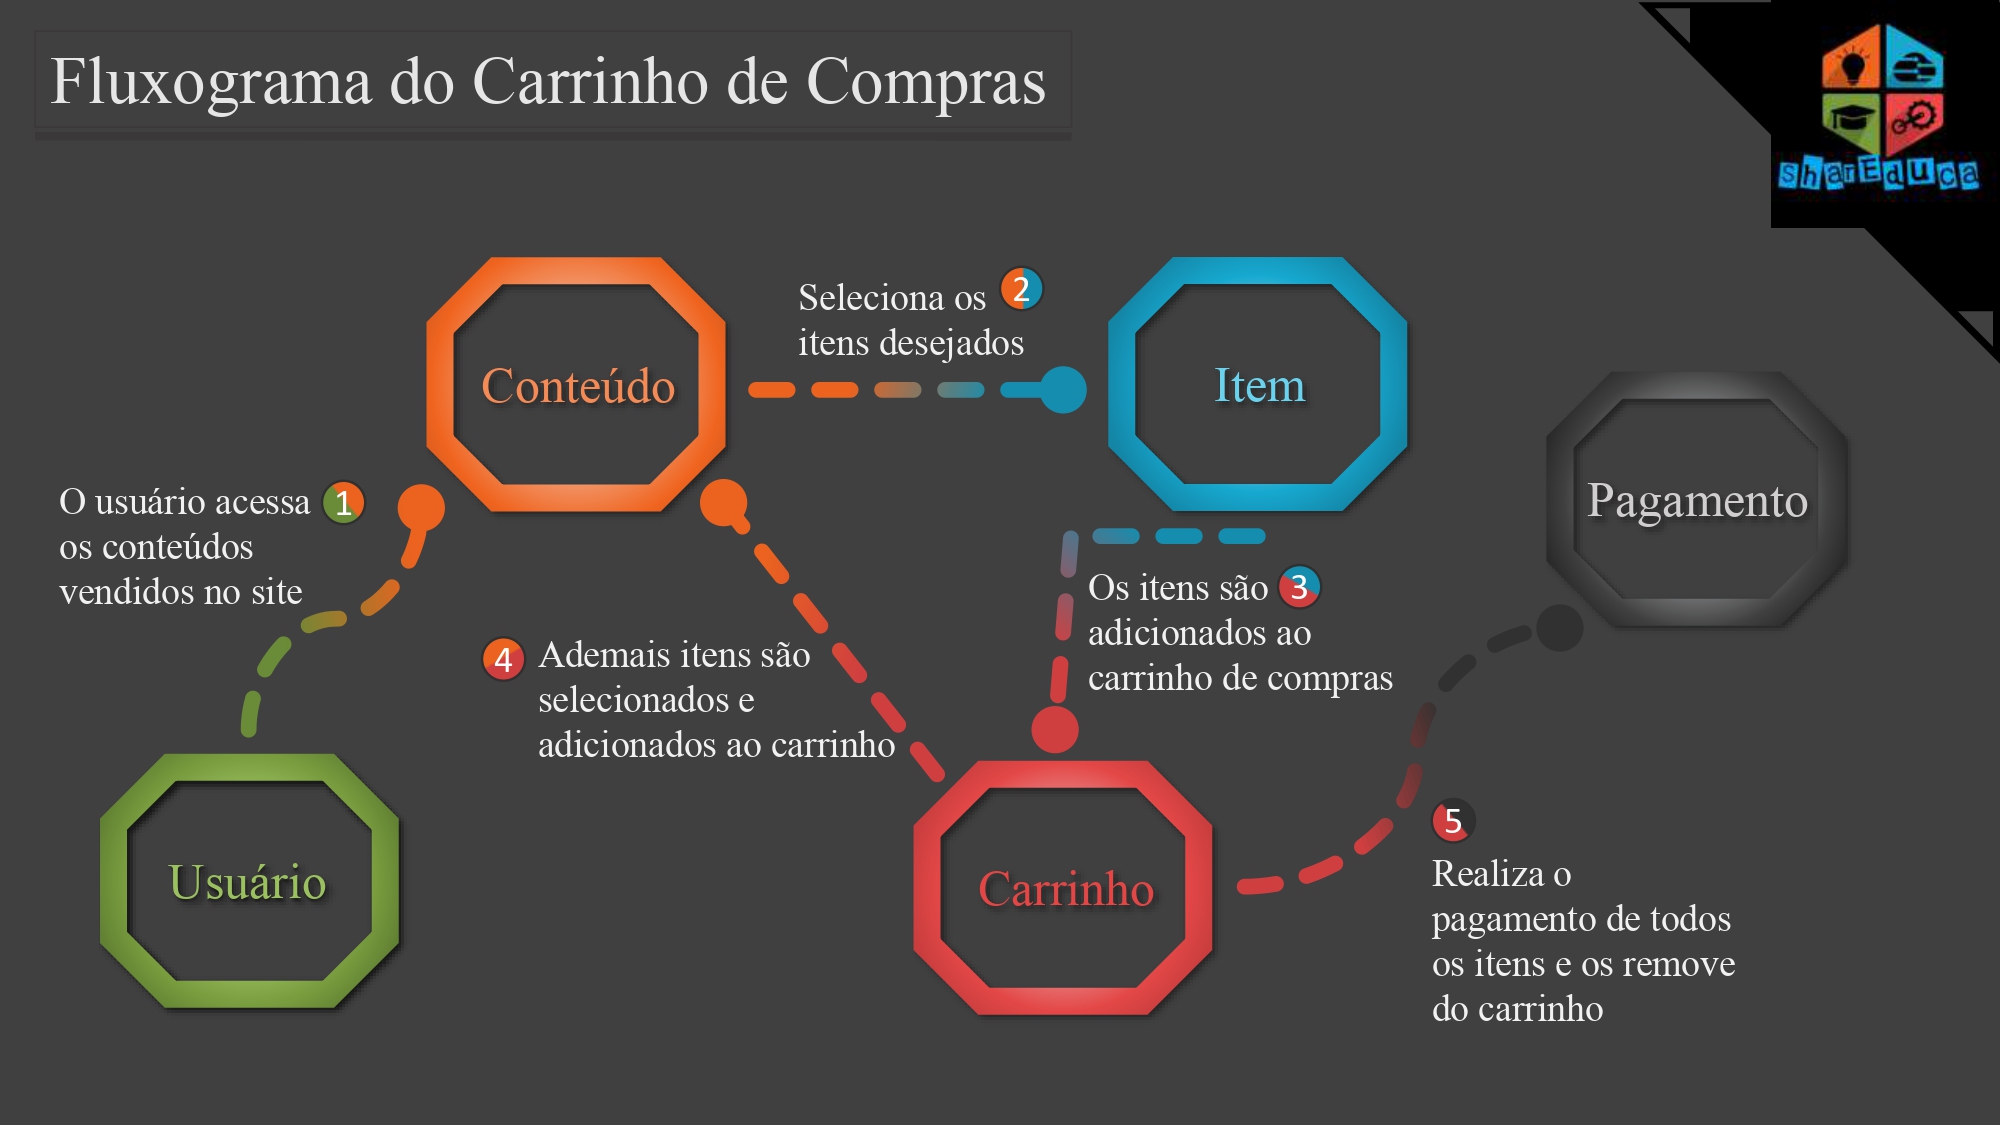 Fluxograma do Carrinho de Compras
sharEduca
Conteúdo
Seleciona os 2
itens desejados
Item
Pagamento
O usuário acessa 1
os conteúdos
vendidos no site
Os itens são 3
adicionados ao
carrinho de compras
4 Ademais itens são
selecionados e
adicionados ao carrinho
Usuário
Carrinho
5
Realiza o
pagamento de todos
os itens e os remove
do carrinho